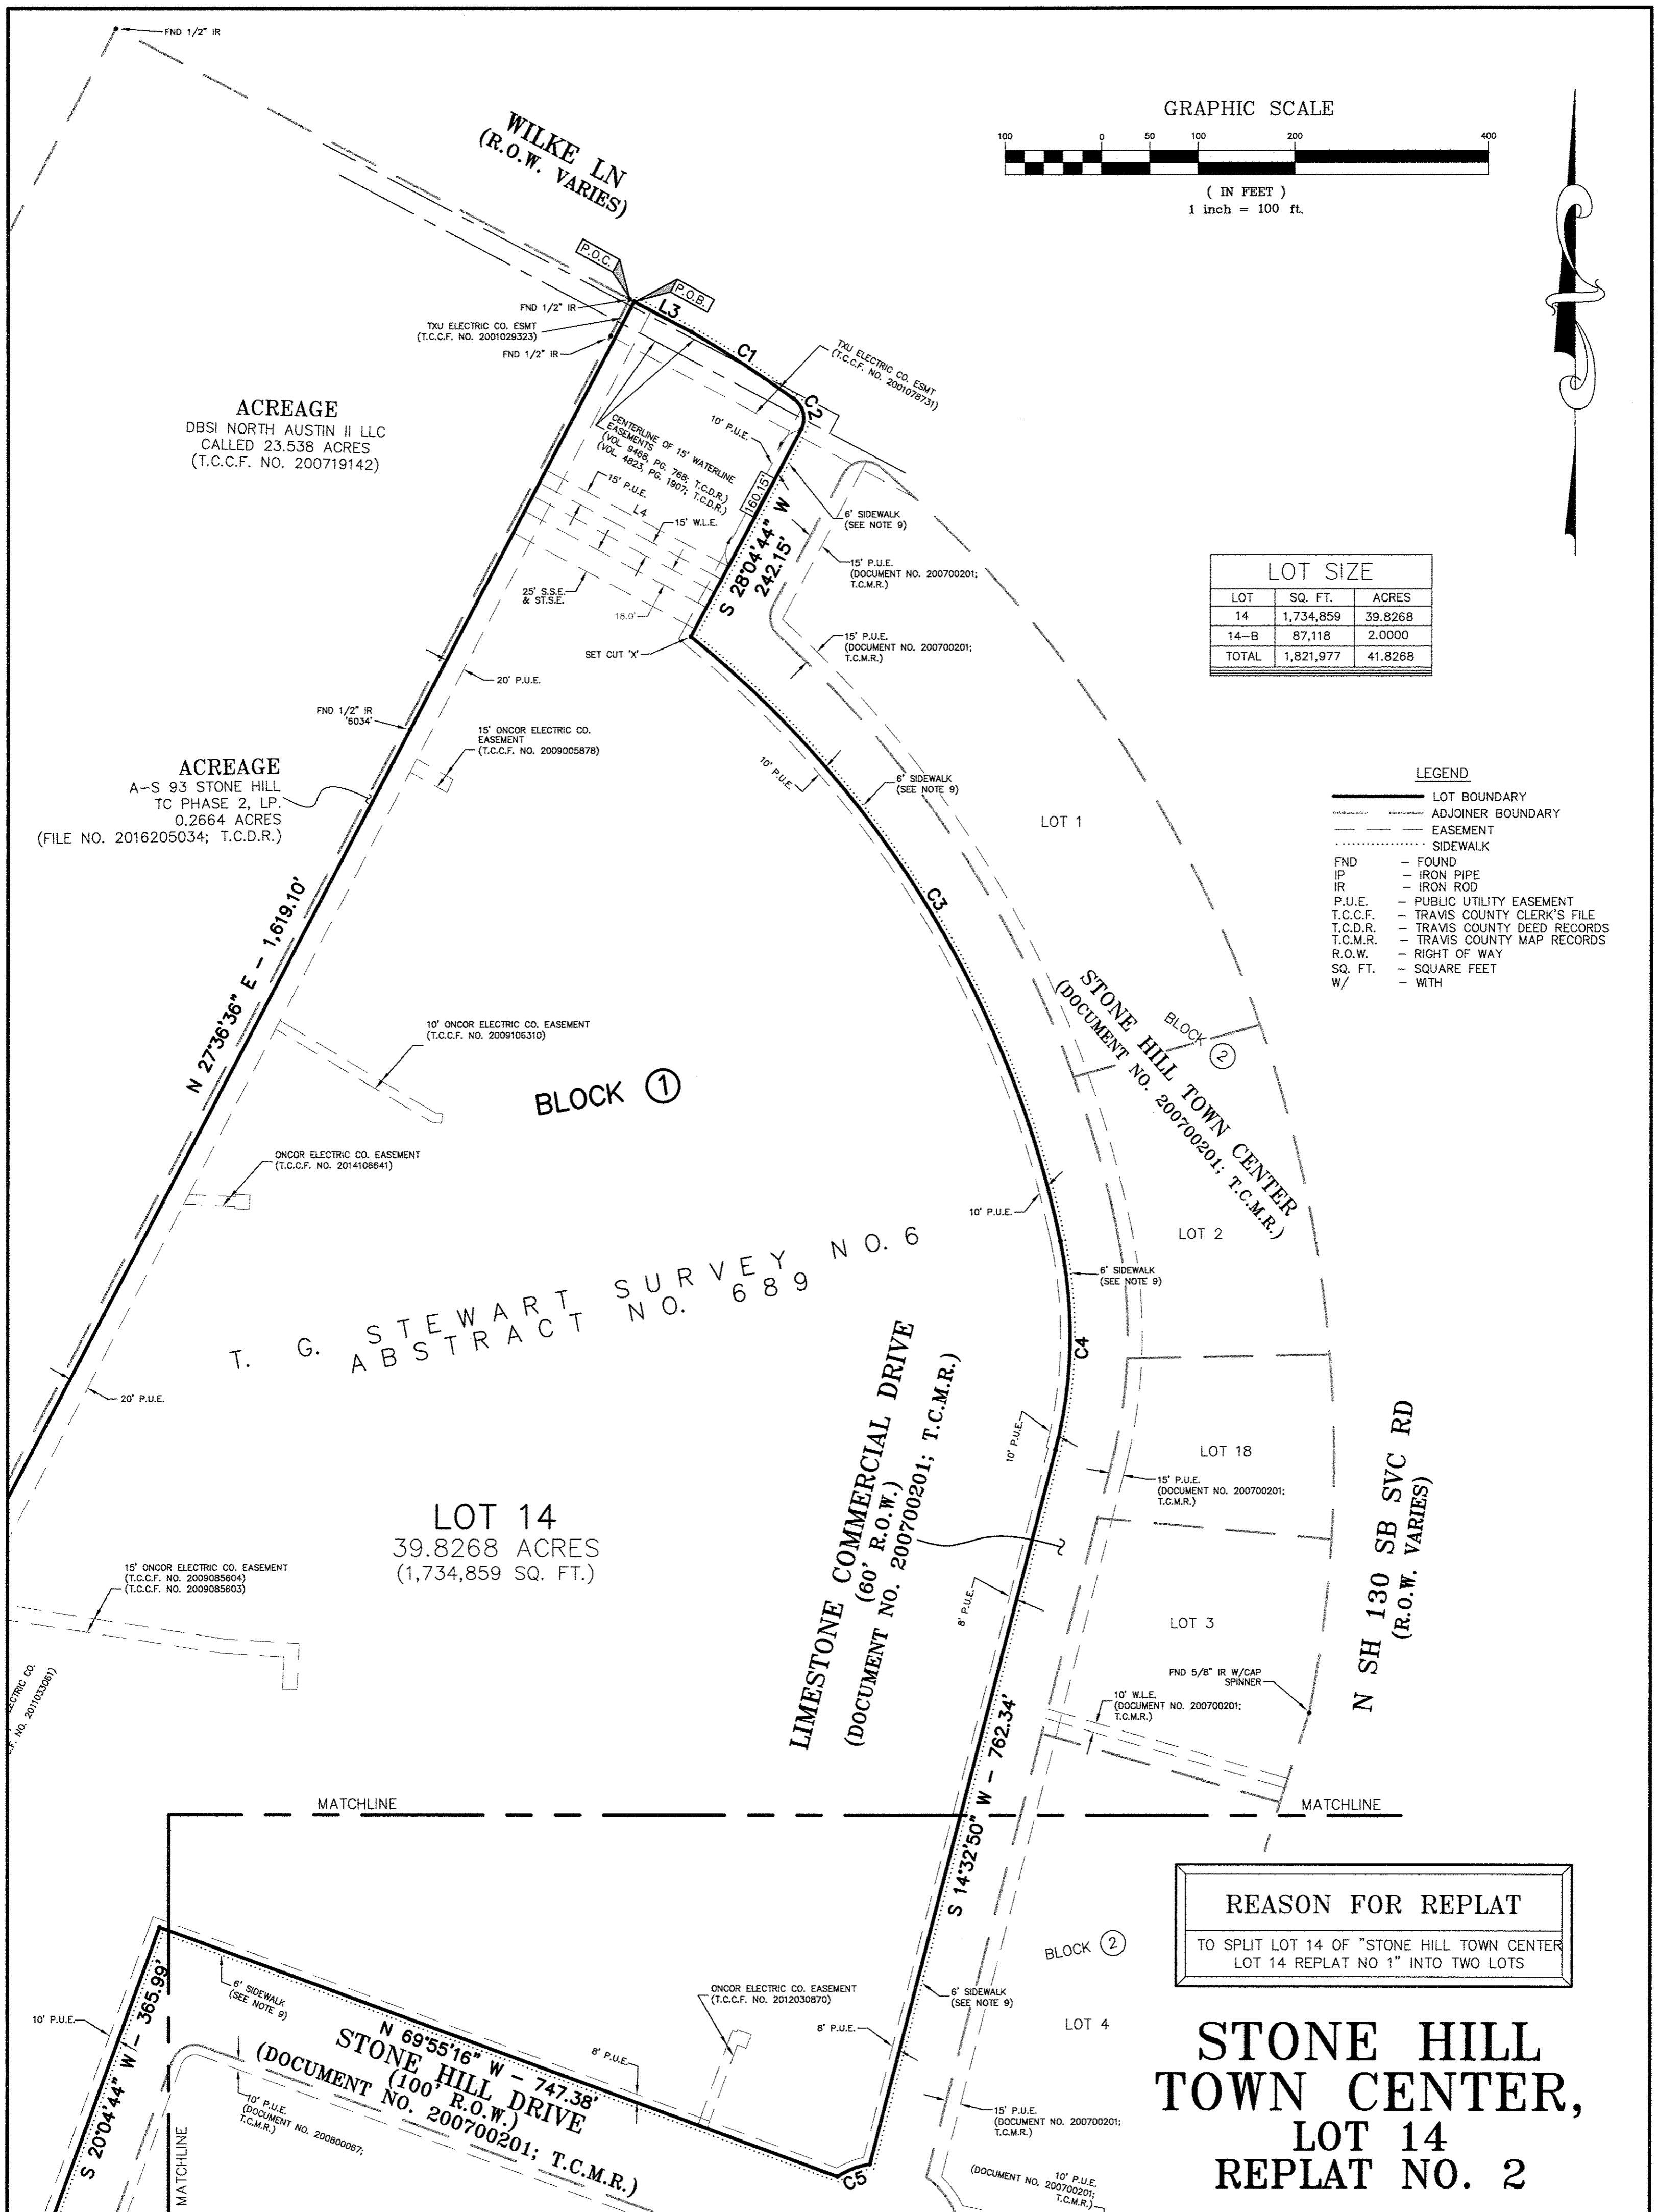 FND 1/2" IR
WILKE LN
(R.O.W. VARIES)
GRAPHIC SCALE
100 0 50 100 200 400
( IN FEET )
1 inch = 100 ft.
P.O.C.
P.O.B.
FND 1/2" IR
L3
TXU ELECTRIC CO. ESMT
(T.C.C.F. NO. 2001029323)
FND 1/2" IR
C1
TXU ELECTRIC CO. ESMT
(T.C.C.F. NO. 2001078731)
C2
ACREAGE
DBSI NORTH AUSTIN II LLC
CALLED 23.538 ACRES
(T.C.C.F. NO. 200719142)
10' P.U.E.
CENTERLINE OF 15' WATERLINE
EASEMENTS
(VOL. 9468, PG. 768; T.C.D.R.)
(VOL. 4823, PG. 1907; T.C.D.R.)
15' P.U.E.
L4
15' W.L.E.
160.15'
6' SIDEWALK
(SEE NOTE 9)
S 28°04'44" W
242.15'
15' P.U.E.
(DOCUMENT NO. 200700201;
T.C.M.R.)
25' S.S.E.
& ST.S.E.
18.0'
SET CUT 'X'
15' P.U.E.
(DOCUMENT NO. 200700201;
T.C.M.R.)
LOT SIZE
LOT SQ. FT. ACRES
14 1,734,859 39.8268
14-B 87,118 2.0000
TOTAL 1,821,977 41.8268
20' P.U.E.
FND 1/2" IR
'6034'
15' ONCOR ELECTRIC CO.
EASEMENT
(T.C.C.F. NO. 2009005878)
10' P.U.E.
6' SIDEWALK
(SEE NOTE 9)
ACREAGE
A-S 93 STONE HILL
TC PHASE 2, LP.
0.2664 ACRES
(FILE NO. 2016205034; T.C.D.R.)
LOT 1
LEGEND
LOT BOUNDARY
ADJOINER BOUNDARY
EASEMENT
SIDEWALK
FND - FOUND
IP - IRON PIPE
IR - IRON ROD
P.U.E. - PUBLIC UTILITY EASEMENT
T.C.C.F. - TRAVIS COUNTY CLERK'S FILE
T.C.D.R. - TRAVIS COUNTY DEED RECORDS
T.C.M.R. - TRAVIS COUNTY MAP RECORDS
R.O.W. - RIGHT OF WAY
SQ. FT. - SQUARE FEET
W/ - WITH
C3
N 27°36'36" E - 1,619.10'
10' ONCOR ELECTRIC CO. EASEMENT
(T.C.C.F. NO. 2009106310)
BLOCK 1
BLOCK 2
STONE HILL TOWN CENTER
(DOCUMENT NO. 200700201; T.C.M.R.)
ONCOR ELECTRIC CO. EASEMENT
(T.C.C.F. NO. 2014106641)
10' P.U.E.
LOT 2
T. G. STEWART SURVEY NO. 6
ABSTRACT NO. 689
6' SIDEWALK
(SEE NOTE 9)
C4
20' P.U.E.
LIMESTONE COMMERCIAL DRIVE
(60' R.O.W.)
(DOCUMENT NO. 200700201; T.C.M.R.)
10' P.U.E.
LOT 18
15' P.U.E.
(DOCUMENT NO. 200700201;
T.C.M.R.)
N SH 130 SB SVC RD
(R.O.W. VARIES)
LOT 14
39.8268 ACRES
(1,734,859 SQ. FT.)
15' ONCOR ELECTRIC CO. EASEMENT
(T.C.C.F. NO. 2009085604)
(T.C.C.F. NO. 2009085603)
8' P.U.E.
LOT 3
FND 5/8" IR W/CAP
SPINNER
ECTRIC CO.
.F. NO. 2011033061)
10' W.L.E.
(DOCUMENT NO. 200700201;
T.C.M.R.)
S 14°32'50" W - 762.34'
MATCHLINE
MATCHLINE
REASON FOR REPLAT
TO SPLIT LOT 14 OF "STONE HILL TOWN CENTER
LOT 14 REPLAT NO 1" INTO TWO LOTS
BLOCK 2
S 20°04'44" W - 365.99'
6' SIDEWALK
(SEE NOTE 9)
ONCOR ELECTRIC CO. EASEMENT
(T.C.C.F. NO. 2012030870)
6' SIDEWALK
(SEE NOTE 9)
10' P.U.E.
8' P.U.E.
LOT 4
N 69°55'16" W - 747.38'
STONE HILL DRIVE
(100' R.O.W.)
(DOCUMENT NO. 200700201; T.C.M.R.)
8' P.U.E.
10' P.U.E.
(DOCUMENT NO. 200800067;
T.C.M.R.)
15' P.U.E.
(DOCUMENT NO. 200700201;
T.C.M.R.)
MATCHLINE
C5
10' P.U.E.
(DOCUMENT NO. 200700201;
T.C.M.R.)
STONE HILL
TOWN CENTER,
LOT 14
REPLAT NO. 2